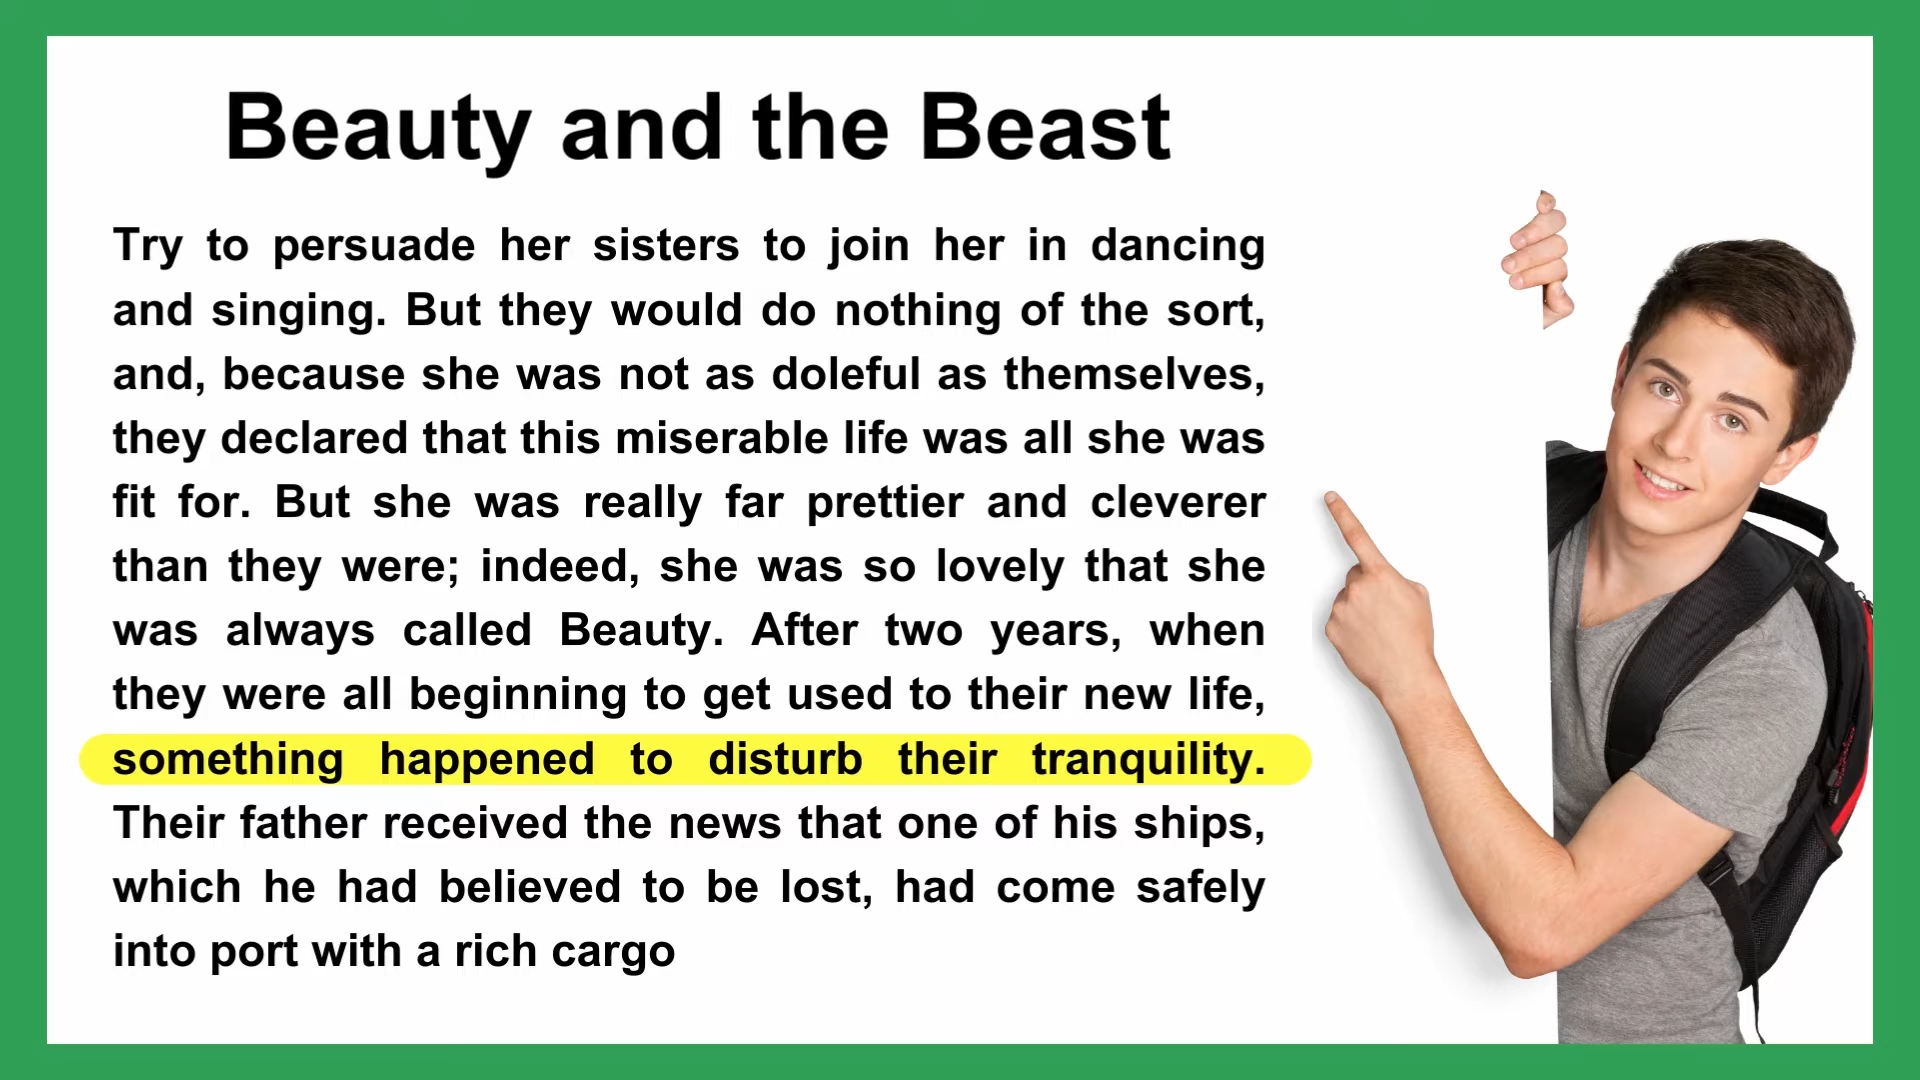 Beauty and the Beast
Try to persuade her sisters to join her in dancing
and singing. But they would do nothing of the sort,
and, because she was not as doleful as themselves,
they declared that this miserable life was all she was
fit for. But she was really far prettier and cleverer
than they were; indeed, she was so lovely that she
was always called Beauty. After two years, when
they were all beginning to get used to their new life,
something happened to disturb their tranquility.
Their father received the news that one of his ships,
which he had believed to be lost, had come safely
into port with a rich cargo